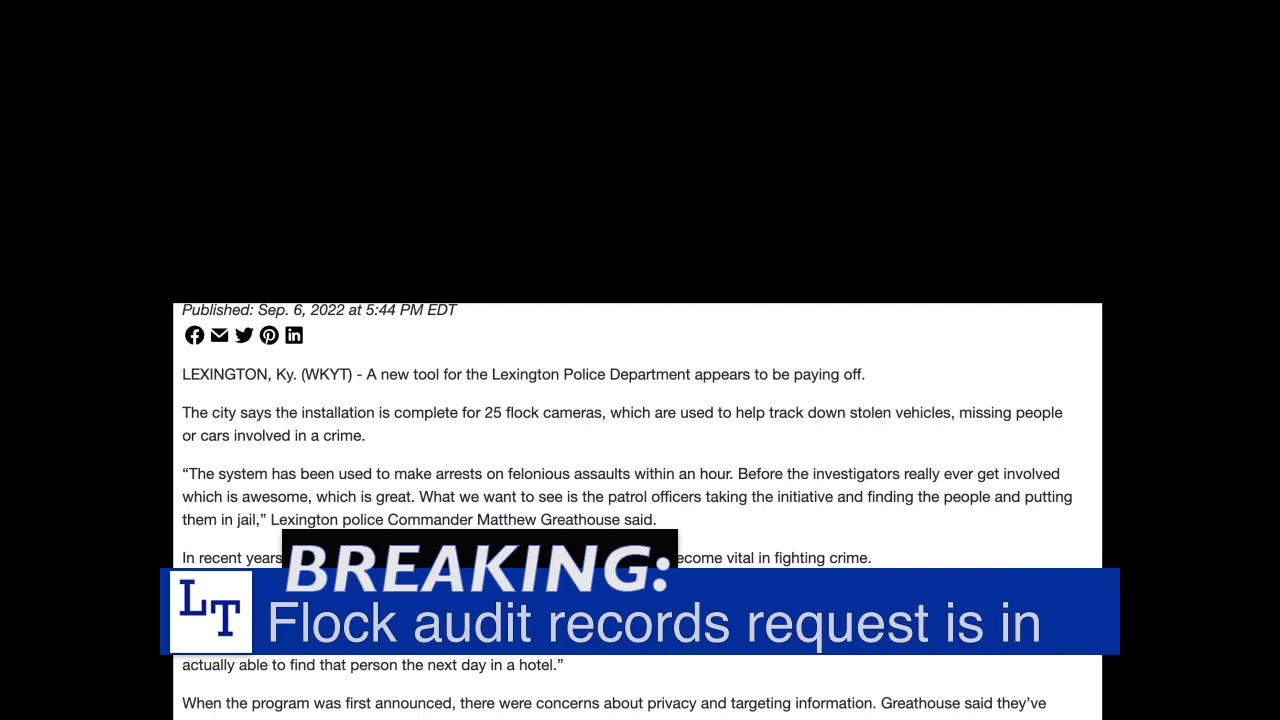 Published: Sep. 6, 2022 at 5:44 PM EDT
LEXINGTON, Ky. (WKYT) - A new tool for the Lexington Police Department appears to be paying off.
The city says the installation is complete for 25 flock cameras, which are used to help track down stolen vehicles, missing people
or cars involved in a crime.
“The system has been used to make arrests on felonious assaults within an hour. Before the investigators really ever get involved
which is awesome, which is great. What we want to see is the patrol officers taking the initiative and finding the people and putting
them in jail,” Lexington police Commander Matthew Greathouse said.
In recent years
ecome vital in fighting crime.
BREAKING:
LT
Flock audit records request is in
actually able to find that person the next day in a hotel.”
When the program was first announced, there were concerns about privacy and targeting information. Greathouse said they’ve